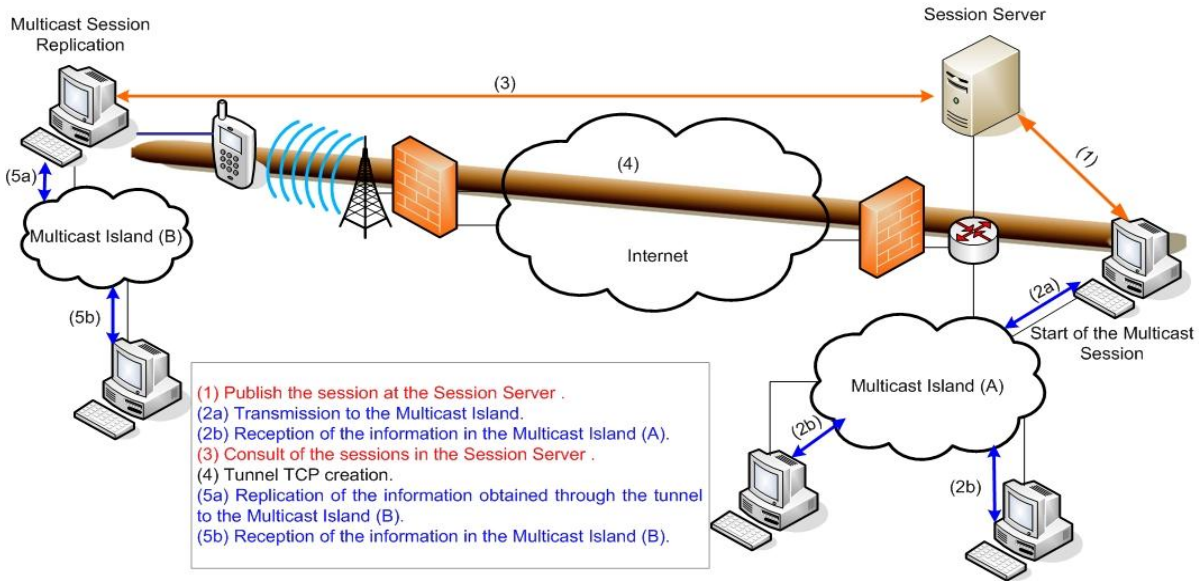 Multicast Session
Replication
Session Server
(3)
(1)
(4)
(5a)
Multicast Island (B)
Internet
(2a)
Start of the Multicast
Session
(5b)
Multicast Island (A)
(2b)
(2b)
(1) Publish the session at the Session Server .
(2a) Transmission to the Multicast Island.
(2b) Reception of the information in the Multicast Island (A).
(3) Consult of the sessions in the Session Server .
(4) Tunnel TCP creation.
(5a) Replication of the information obtained through the tunnel
to the Multicast Island (B).
(5b) Reception of the information in the Multicast Island (B).